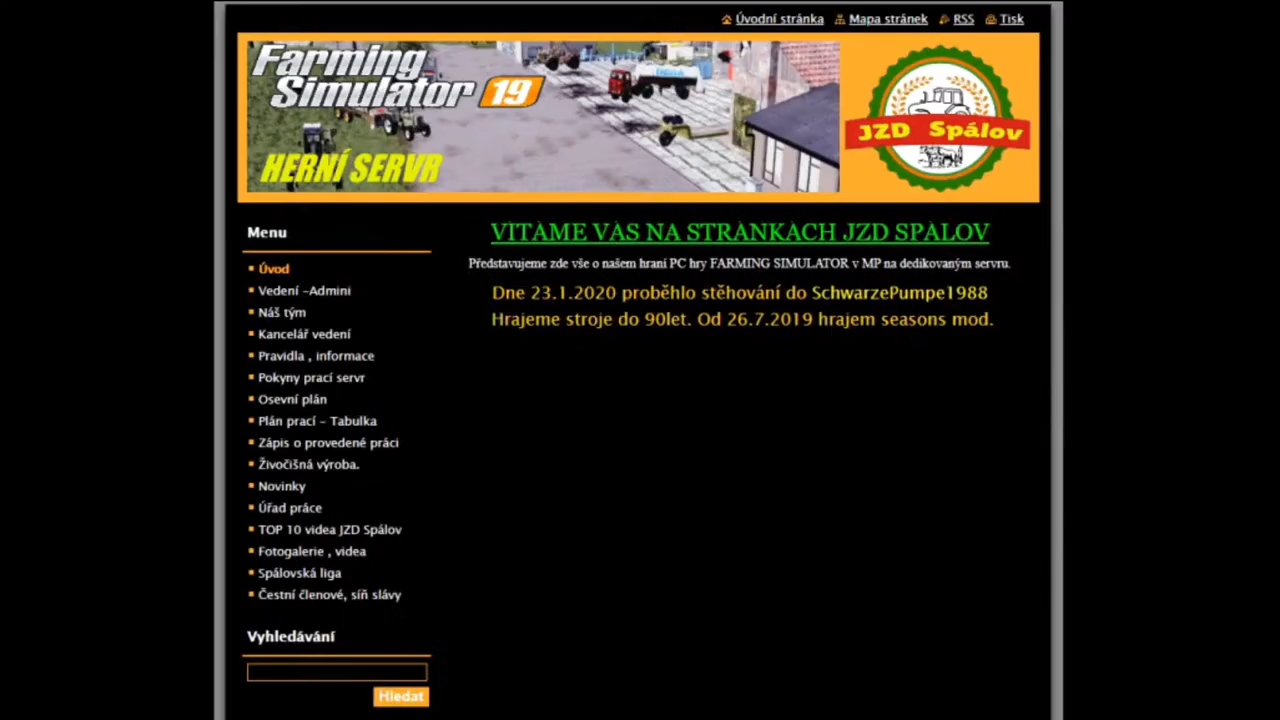 Úvodní stránka Mapa stránek RSS Tisk
Farming
Simulator 19
HERNÍ SERVR
JZD Spálov
Menu
Úvod
Vedení -Admini
Náš tým
Kancelář vedení
Pravidla , informace
Pokyny prací servr
Osevní plán
Plán prací - Tabulka
Zápis o provedené práci
Živočišná výroba.
Novinky
Úřad práce
TOP 10 videa JZD Spálov
Fotogalerie , videa
Spálovská liga
Čestní členové, síň slávy
Vyhledávání
Hledat
VÍTÁME VÁS NA STRÁNKÁCH JZD SPÁLOV
Představujeme zde vše o našem hraní PC hry FARMING SIMULATOR v MP na dedikovaným servru.
Dne 23.1.2020 proběhlo stěhování do SchwarzePumpe1988
Hrajeme stroje do 90let. Od 26.7.2019 hrajem seasons mod.